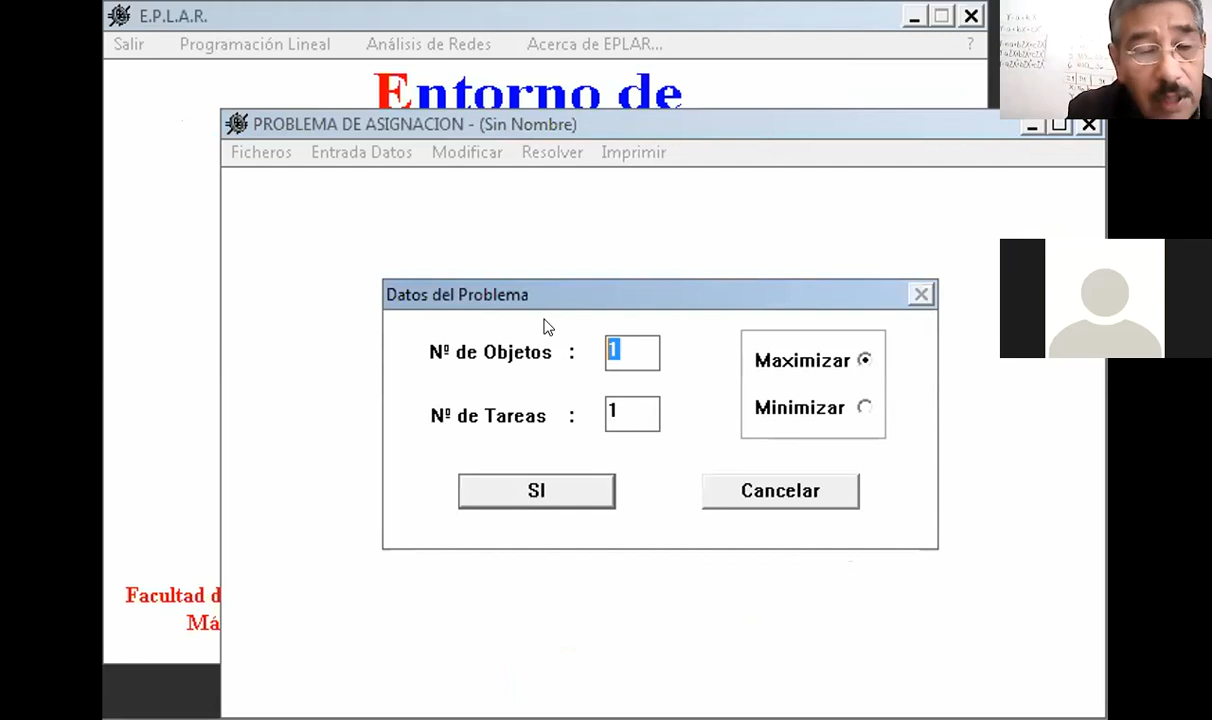 E.P.L.A.R.
Salir Programación Lineal Análisis de Redes Acerca de EPLAR... ?
Entorno de
PROBLEMA DE ASIGNACION - (Sin Nombre)
Ficheros Entrada Datos Modificar Resolver Imprimir
Datos del Problema
Nº de Objetos : 1
Maximizar
Nº de Tareas : 1
Minimizar
SI Cancelar
Facultad d
Má